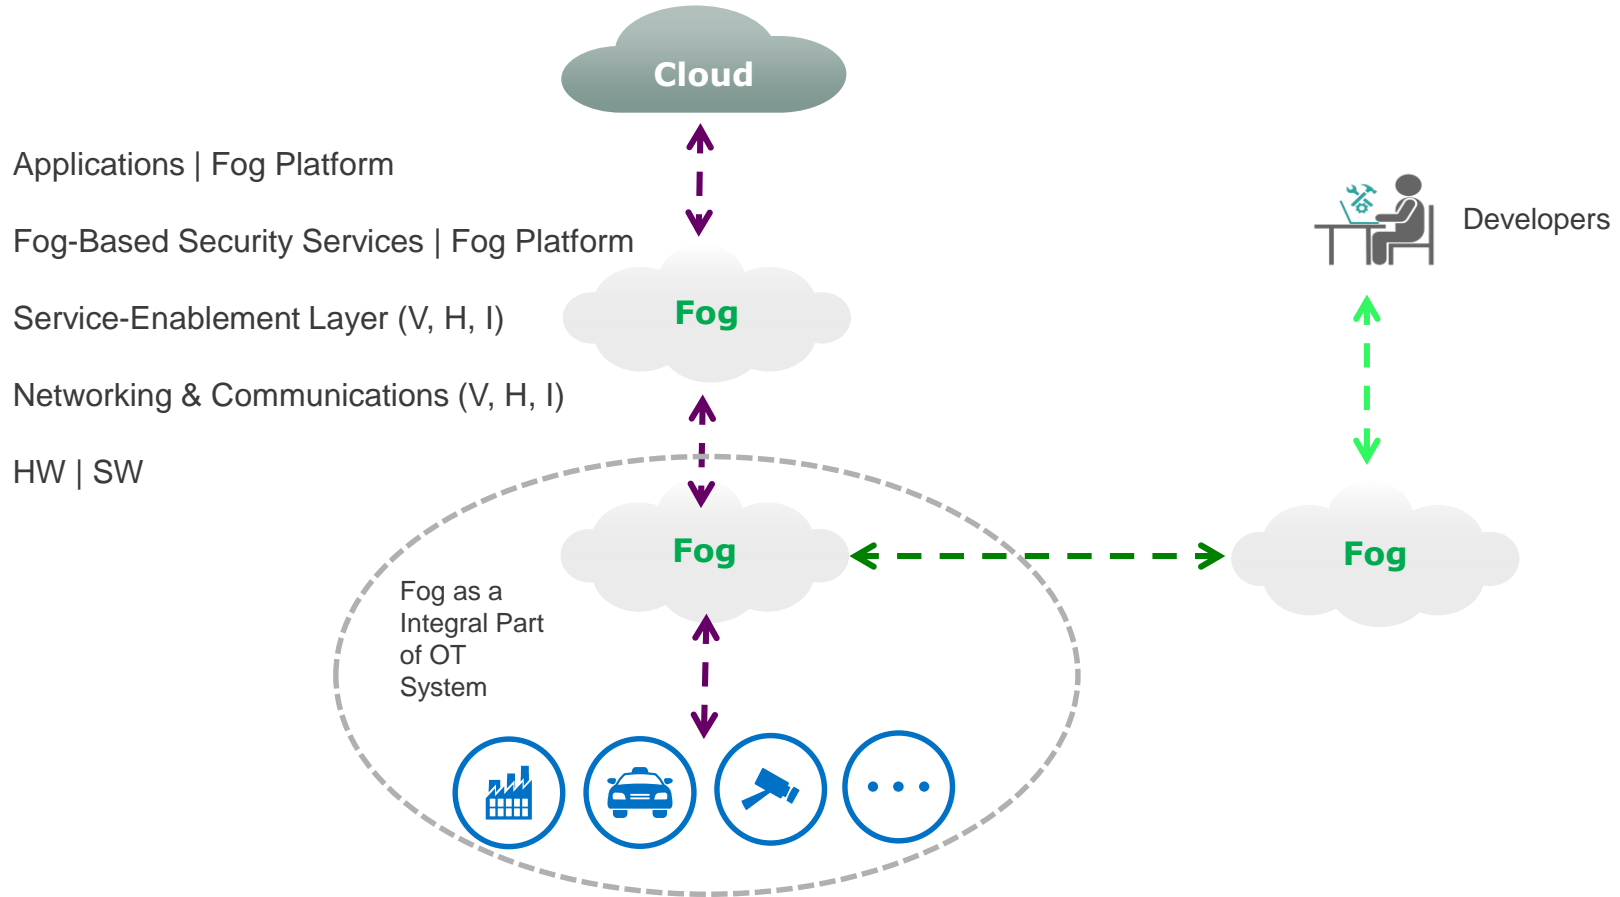 Cloud
Applications | Fog Platform
Developers
Fog-Based Security Services | Fog Platform
Fog
Service-Enablement Layer (V, H, I)
Networking & Communications (V, H, I)
HW | SW
Fog
Fog
Fog as a
Integral Part
of OT
System